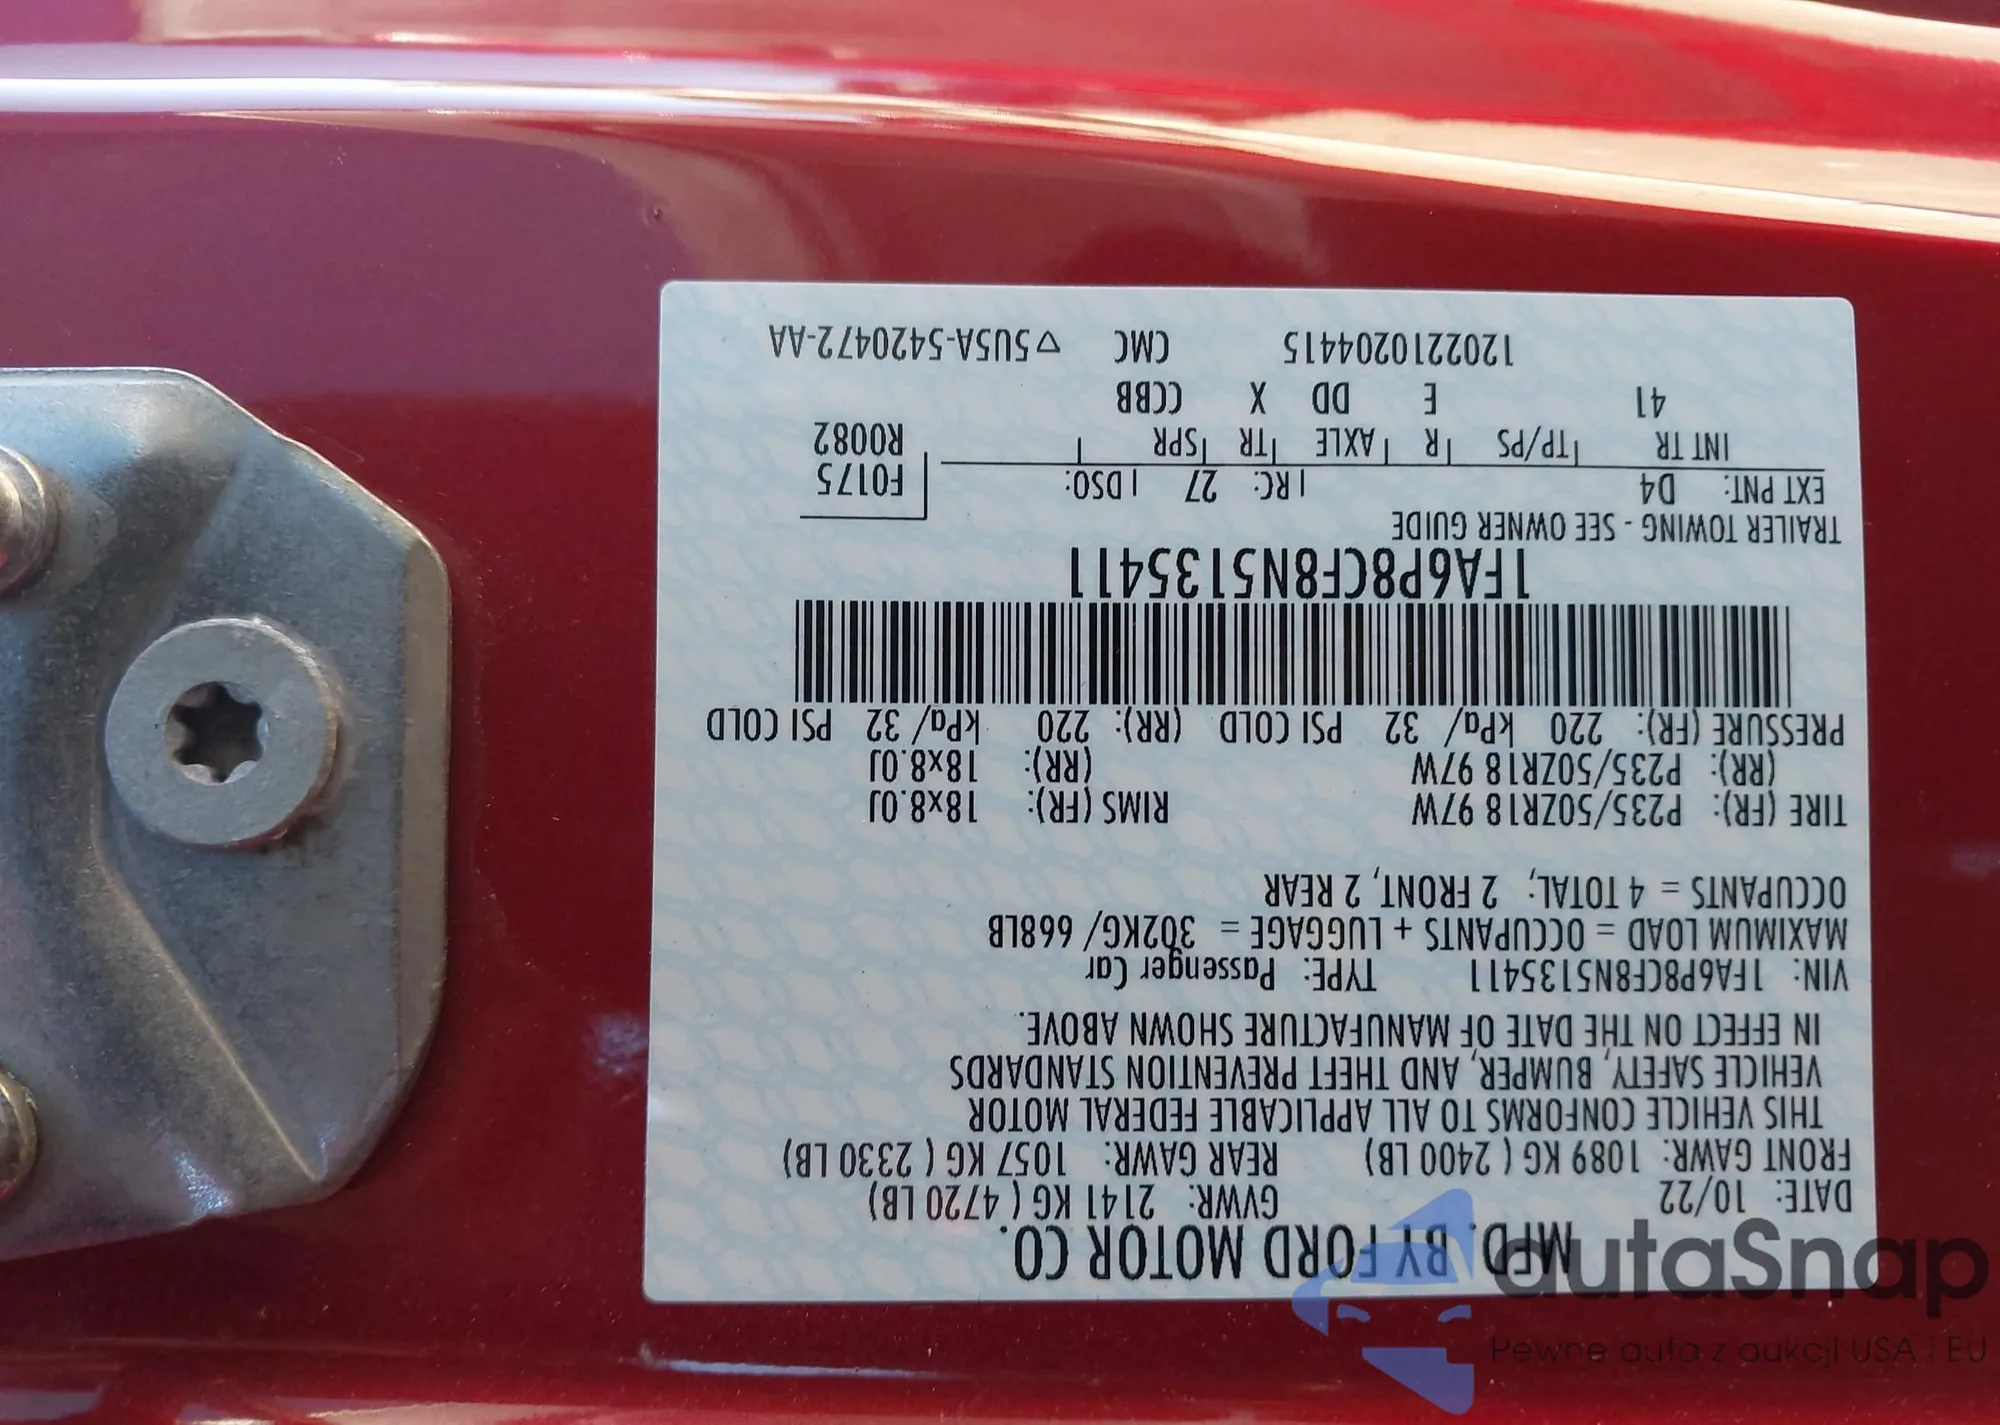 MFD. BY FORD MOTOR CO.
DATE: 10/22 GVWR: 2141 KG ( 4720 LB)
FRONT GAWR: 1089 KG ( 2400 LB) REAR GAWR: 1057 KG ( 2330 LB)
THIS VEHICLE CONFORMS TO ALL APPLICABLE FEDERAL MOTOR
VEHICLE SAFETY, BUMPER, AND THEFT PREVENTION STANDARDS
IN EFFECT ON THE DATE OF MANUFACTURE SHOWN ABOVE.
VIN: 1FA6P8CF8N5135411 TYPE: Passenger Car
MAXIMUM LOAD = OCCUPANTS + LUGGAGE = 302KG/ 668LB
OCCUPANTS = 4 TOTAL, 2 FRONT, 2 REAR
TIRE (FR): P235/50ZR18 97W RIMS (FR): 18x8.0J
(RR): P235/50ZR18 97W (RR): 18x8.0J
PRESSURE (FR): 220 kPa/ 32 PSI COLD (RR): 220 kPa/ 32 PSI COLD
1FA6P8CF8N5135411
TRAILER TOWING - SEE OWNER GUIDE
EXT PNT: D4 RC: 27 DSO: F0175
INT TR TP/PS R AXLE TR SPR R0082
41 E DD X CCBB
1202210204415 CMC ▽5U5A-5420472-AA
autaSnap
Pewne auta z aukcji USA i EU